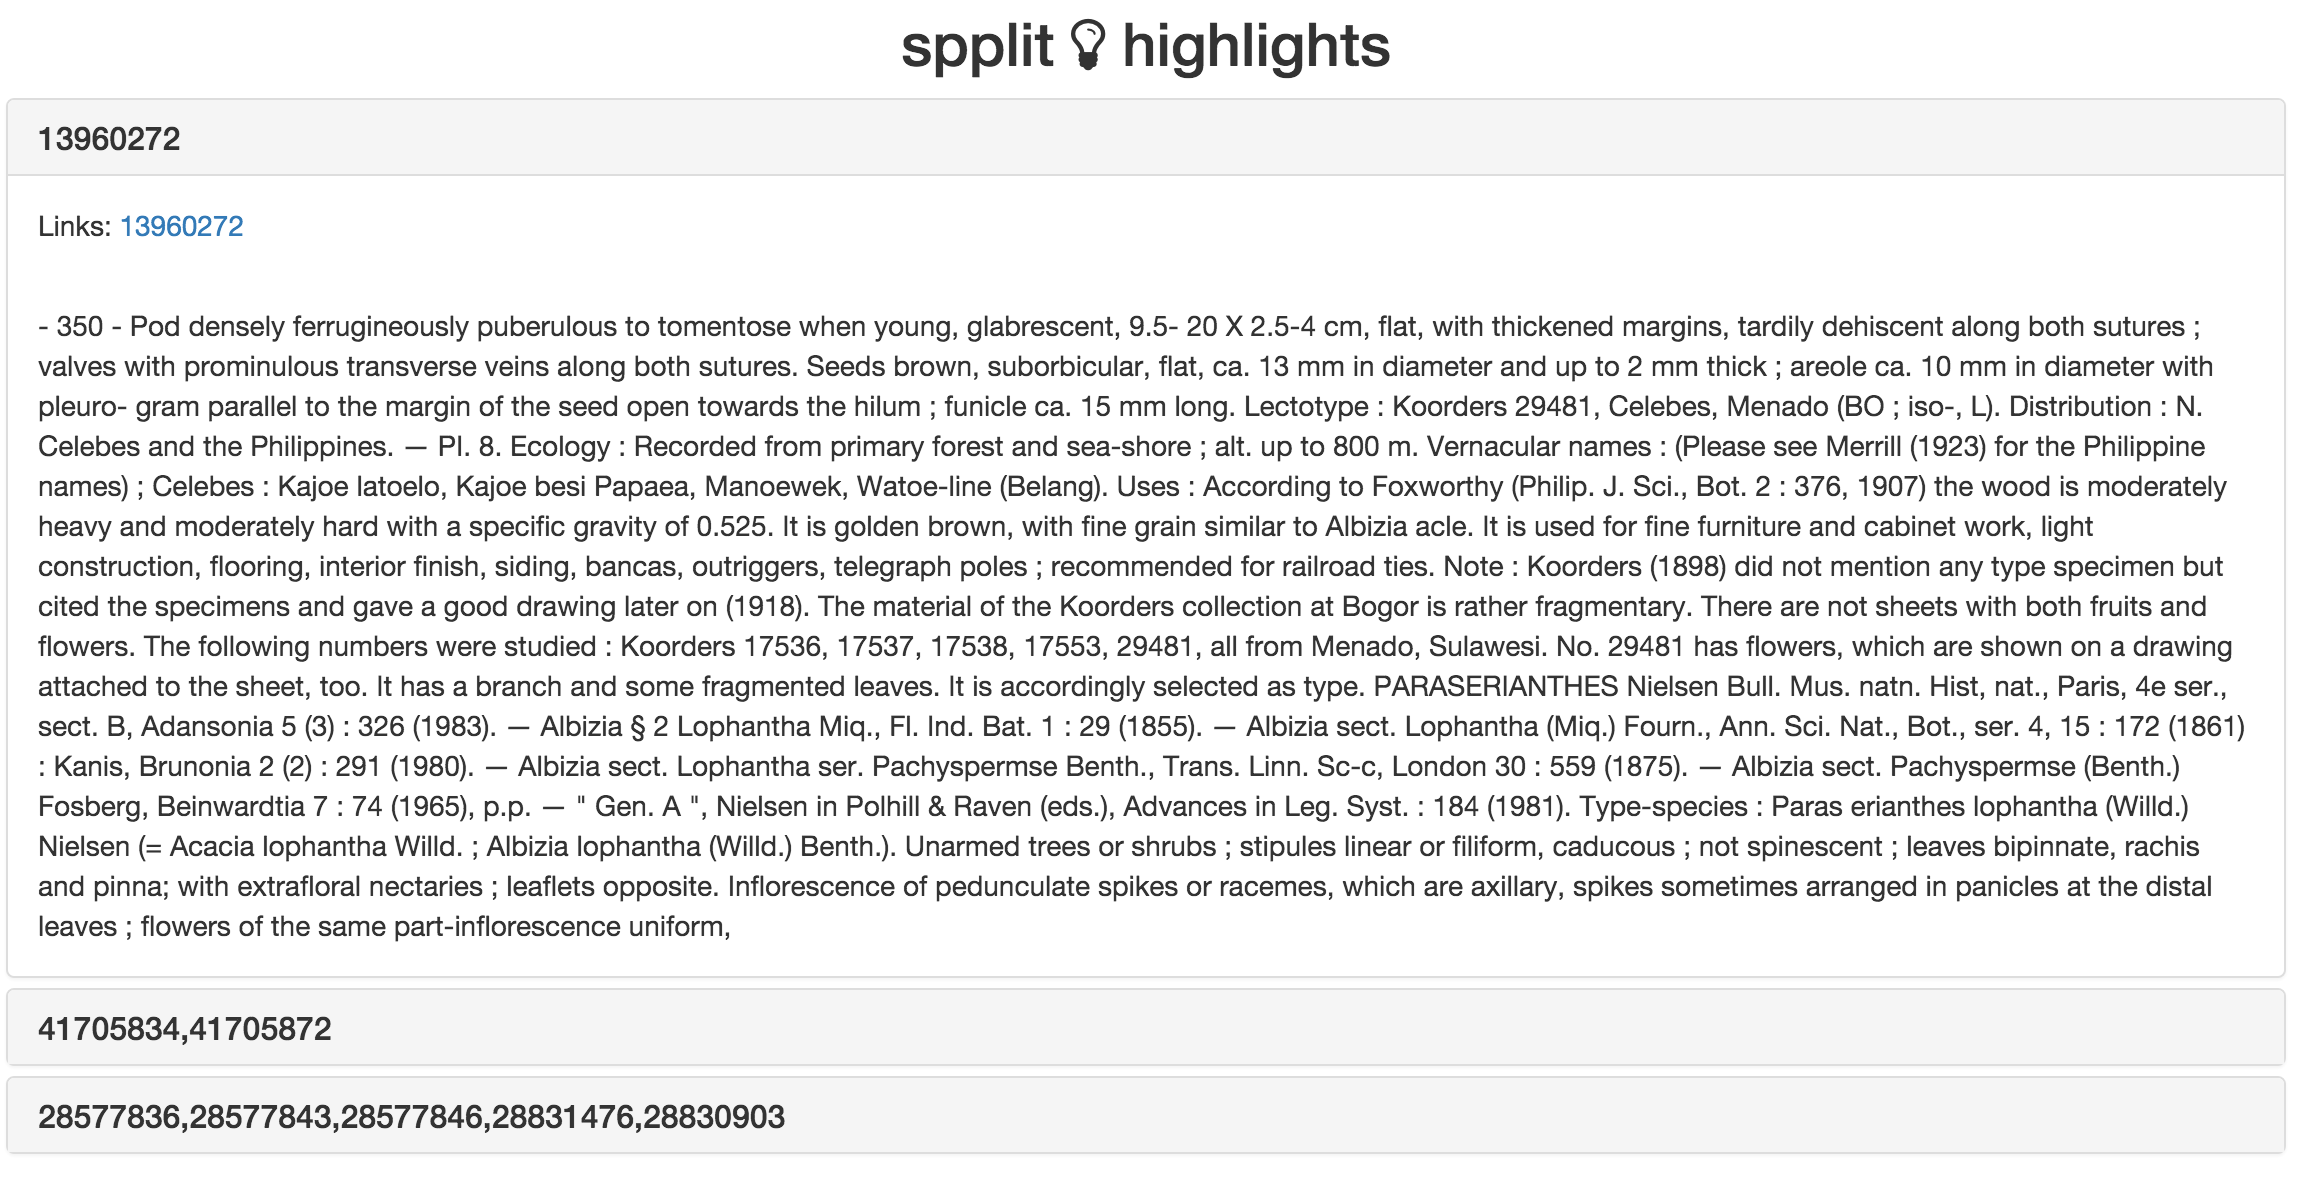 spplit highlights
13960272
Links: 13960272
- 350 - Pod densely ferrugineously puberulous to tomentose when young, glabrescent, 9.5- 20 X 2.5-4 cm, flat, with thickened margins, tardily dehiscent along both sutures ;
valves with prominulous transverse veins along both sutures. Seeds brown, suborbicular, flat, ca. 13 mm in diameter and up to 2 mm thick ; areole ca. 10 mm in diameter with
pleuro- gram parallel to the margin of the seed open towards the hilum ; funicle ca. 15 mm long. Lectotype : Koorders 29481, Celebes, Menado (BO ; iso-, L). Distribution : N.
Celebes and the Philippines. — Pl. 8. Ecology : Recorded from primary forest and sea-shore ; alt. up to 800 m. Vernacular names : (Please see Merrill (1923) for the Philippine
names) ; Celebes : Kajoe latoelo, Kajoe besi Papaea, Manoewek, Watoe-line (Belang). Uses : According to Foxworthy (Philip. J. Sci., Bot. 2 : 376, 1907) the wood is moderately
heavy and moderately hard with a specific gravity of 0.525. It is golden brown, with fine grain similar to Albizia acle. It is used for fine furniture and cabinet work, light
construction, flooring, interior finish, siding, bancas, outriggers, telegraph poles ; recommended for railroad ties. Note : Koorders (1898) did not mention any type specimen but
cited the specimens and gave a good drawing later on (1918). The material of the Koorders collection at Bogor is rather fragmentary. There are not sheets with both fruits and
flowers. The following numbers were studied : Koorders 17536, 17537, 17538, 17553, 29481, all from Menado, Sulawesi. No. 29481 has flowers, which are shown on a drawing
attached to the sheet, too. It has a branch and some fragmented leaves. It is accordingly selected as type. PARASERIANTHES Nielsen Bull. Mus. natn. Hist, nat., Paris, 4e ser.,
sect. B, Adansonia 5 (3) : 326 (1983). — Albizia § 2 Lophantha Miq., Fl. Ind. Bat. 1 : 29 (1855). — Albizia sect. Lophantha (Miq.) Fourn., Ann. Sci. Nat., Bot., ser. 4, 15 : 172 (1861)
: Kanis, Brunonia 2 (2) : 291 (1980). — Albizia sect. Lophantha ser. Pachyspermse Benth., Trans. Linn. Sc-c, London 30 : 559 (1875). — Albizia sect. Pachyspermse (Benth.)
Fosberg, Beinwardtia 7 : 74 (1965), p.p. — " Gen. A ", Nielsen in Polhill & Raven (eds.), Advances in Leg. Syst. : 184 (1981). Type-species : Paras erianthes lophantha (Willd.)
Nielsen (= Acacia lophantha Willd. ; Albizia lophantha (Willd.) Benth.). Unarmed trees or shrubs ; stipules linear or filiform, caducous ; not spinescent ; leaves bipinnate, rachis
and pinna; with extrafloral nectaries ; leaflets opposite. Inflorescence of pedunculate spikes or racemes, which are axillary, spikes sometimes arranged in panicles at the distal
leaves ; flowers of the same part-inflorescence uniform,
41705834,41705872
28577836,28577843,28577846,28831476,28830903